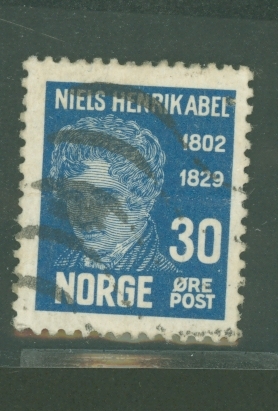 NIELS HENRIK ABEL
1802
1829
30
NORGE ØRE
POST